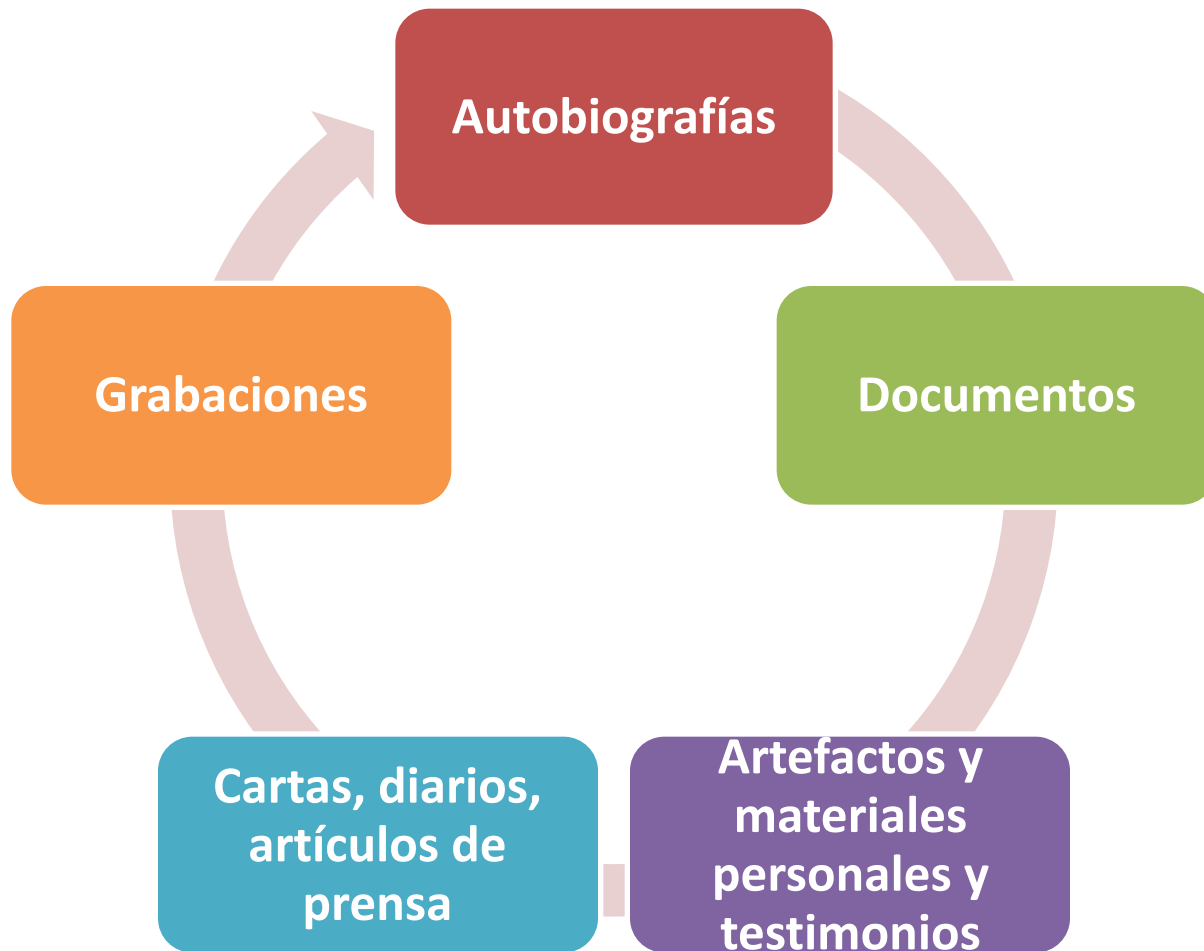 Autobiografías
Grabaciones
Documentos
Cartas, diarios,
artículos de
prensa
Artefactos y
materiales
personales y
testimonios